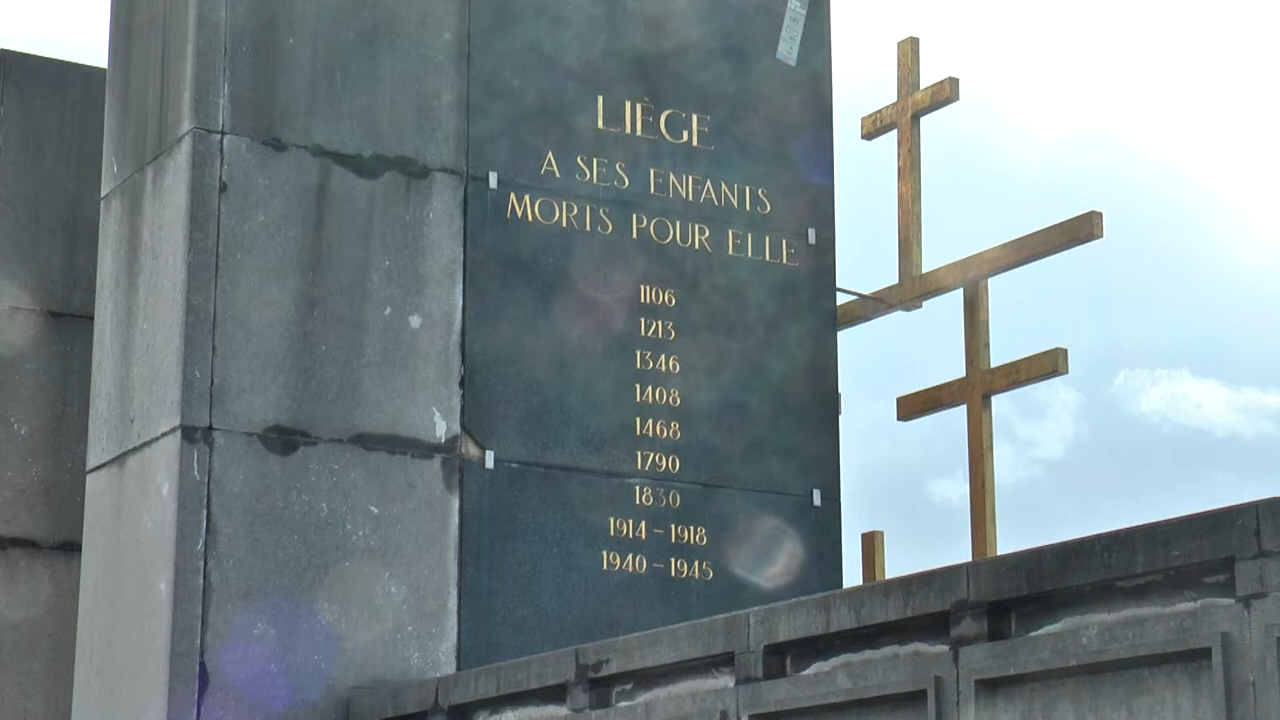 LIÈGE
A SES ENFANTS
MORTS POUR ELLE
1106
1213
1346
1408
1468
1790
1830
1914 - 1918
1940 - 1945